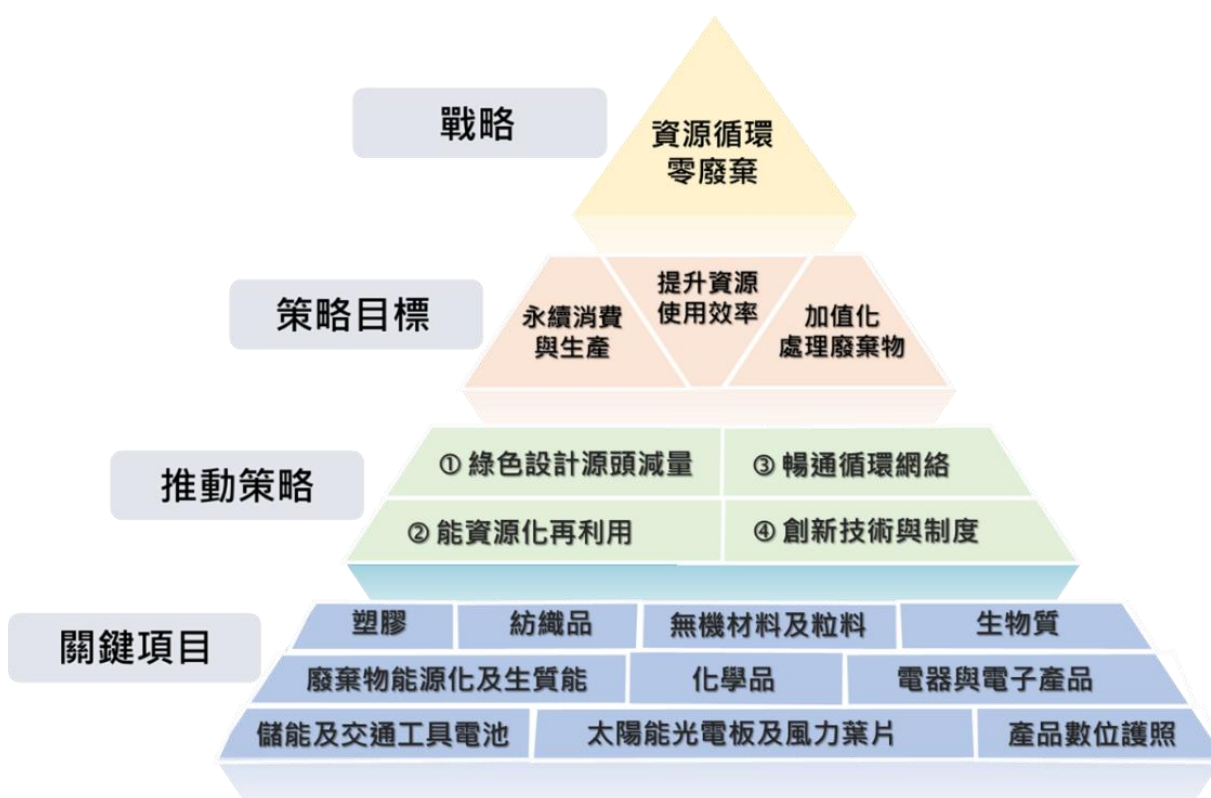 戰略
資源循環
零廢棄
策略目標
永續消費
與生產
提升資源
使用效率
加值化
處理廢棄物
推動策略
① 綠色設計源頭減量
③ 暢通循環網絡
② 能資源化再利用
④ 創新技術與制度
關鍵項目
塑膠
紡織品
無機材料及粒料
生物質
廢棄物能源化及生質能
化學品
電器與電子產品
儲能及交通工具電池
太陽能光電板及風力葉片
產品數位護照